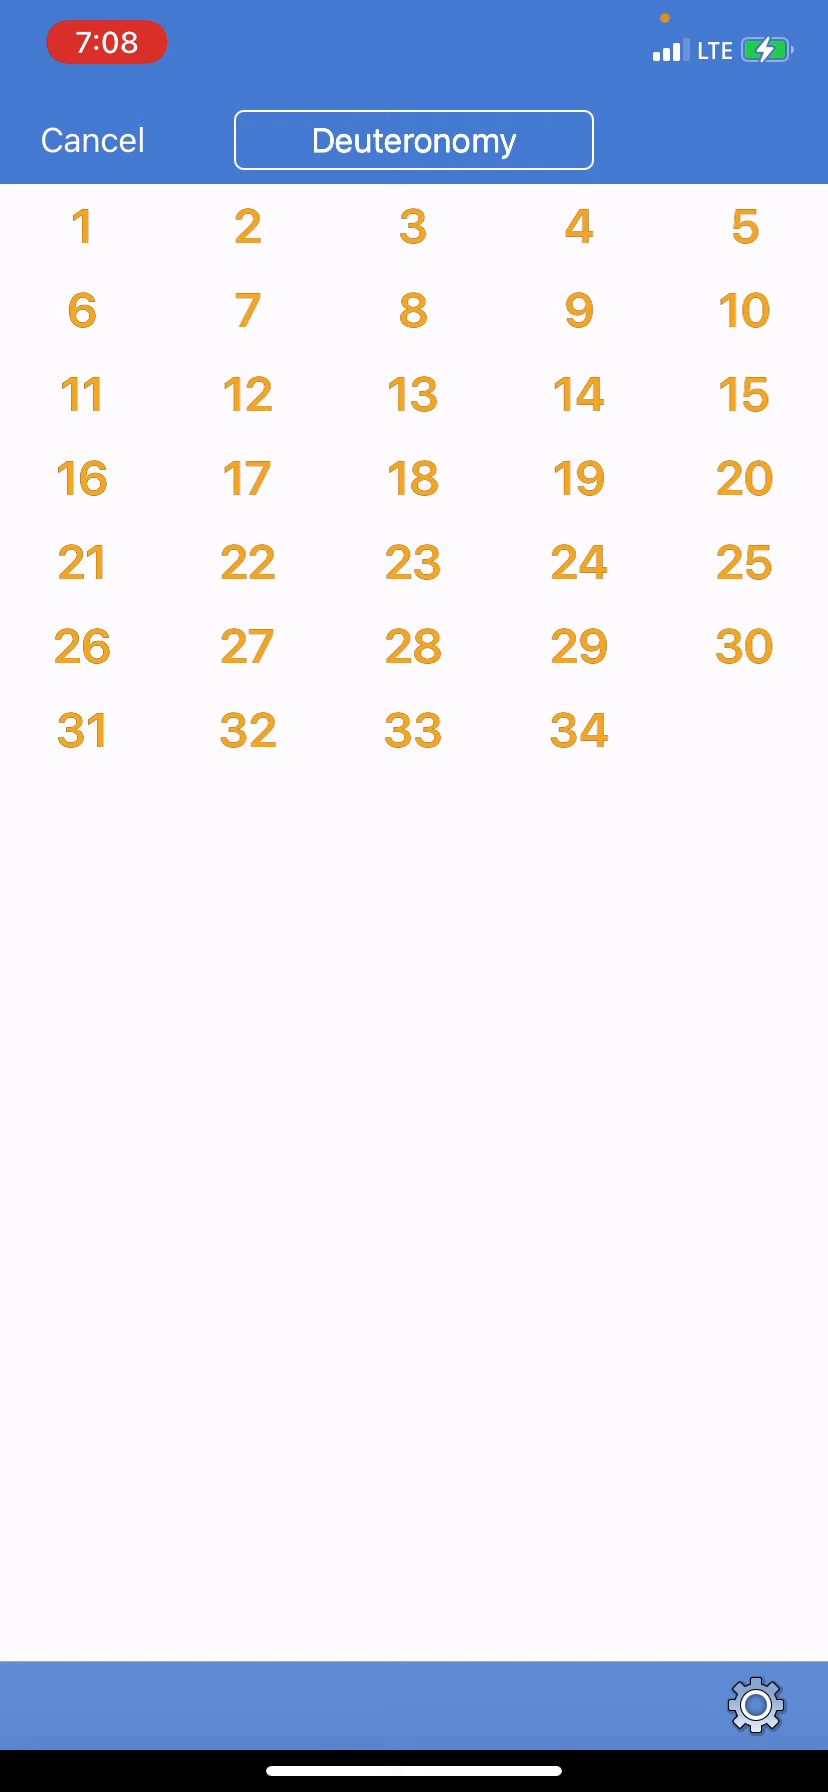 7:08 LTE
Cancel Deuteronomy
1 2 3 4 5
6 7 8 9 10
11 12 13 14 15
16 17 18 19 20
21 22 23 24 25
26 27 28 29 30
31 32 33 34